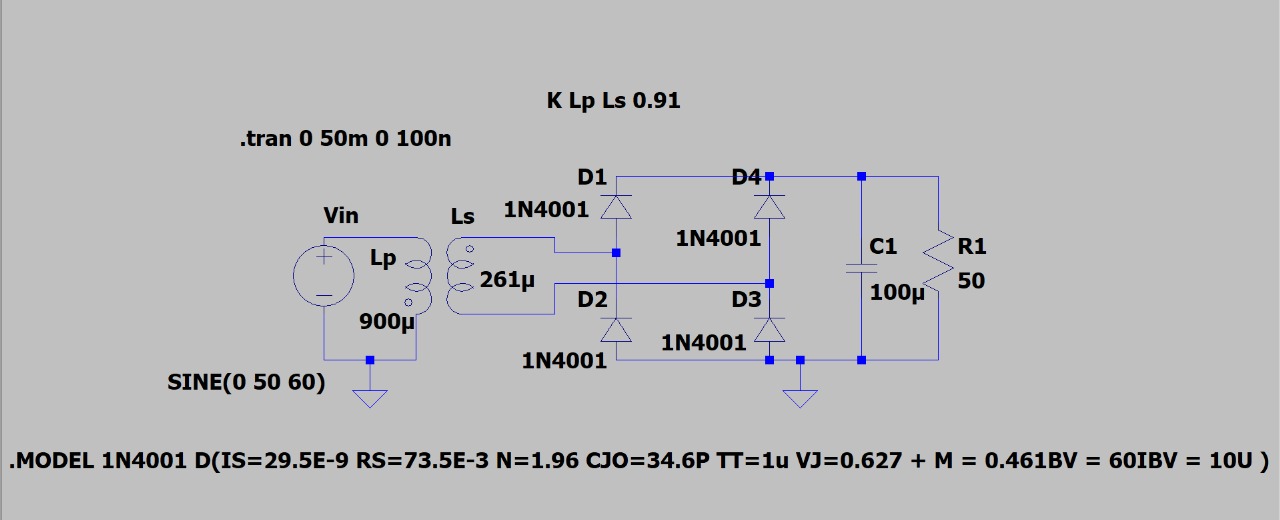 K Lp Ls 0.91
.tran 0 50m 0 100n
D1
D4
1N4001
Vin
Ls
1N4001
Lp
C1
R1
261µ
50
100µ
D2
D3
900µ
1N4001
1N4001
SINE(0 50 60)
.MODEL 1N4001 D(IS=29.5E-9 RS=73.5E-3 N=1.96 CJO=34.6P TT=1u VJ=0.627 + M = 0.461BV = 60IBV = 10U )